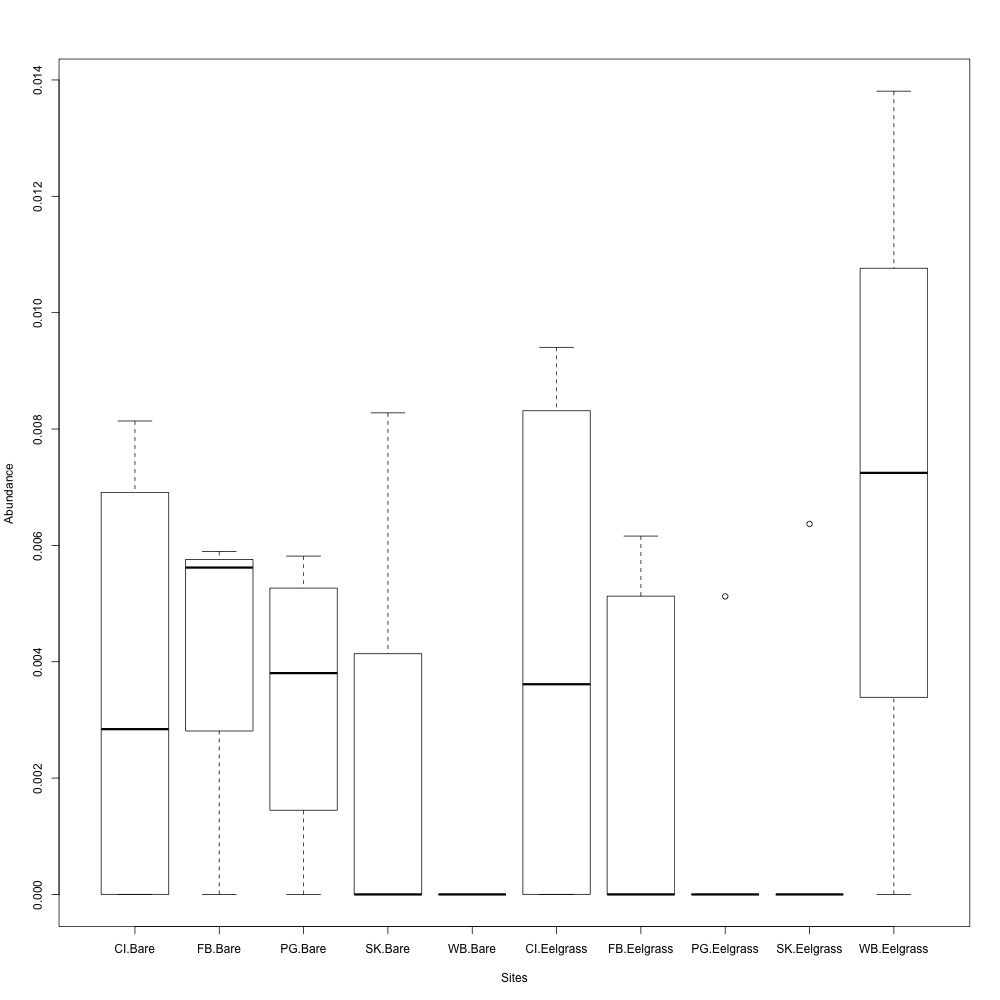 0.014
0.012
0.010
0.008
0.006
0.004
0.002
0.000
Abundance
CI.Bare FB.Bare PG.Bare SK.Bare WB.Bare CI.Eelgrass FB.Eelgrass PG.Eelgrass SK.Eelgrass WB.Eelgrass
Sites